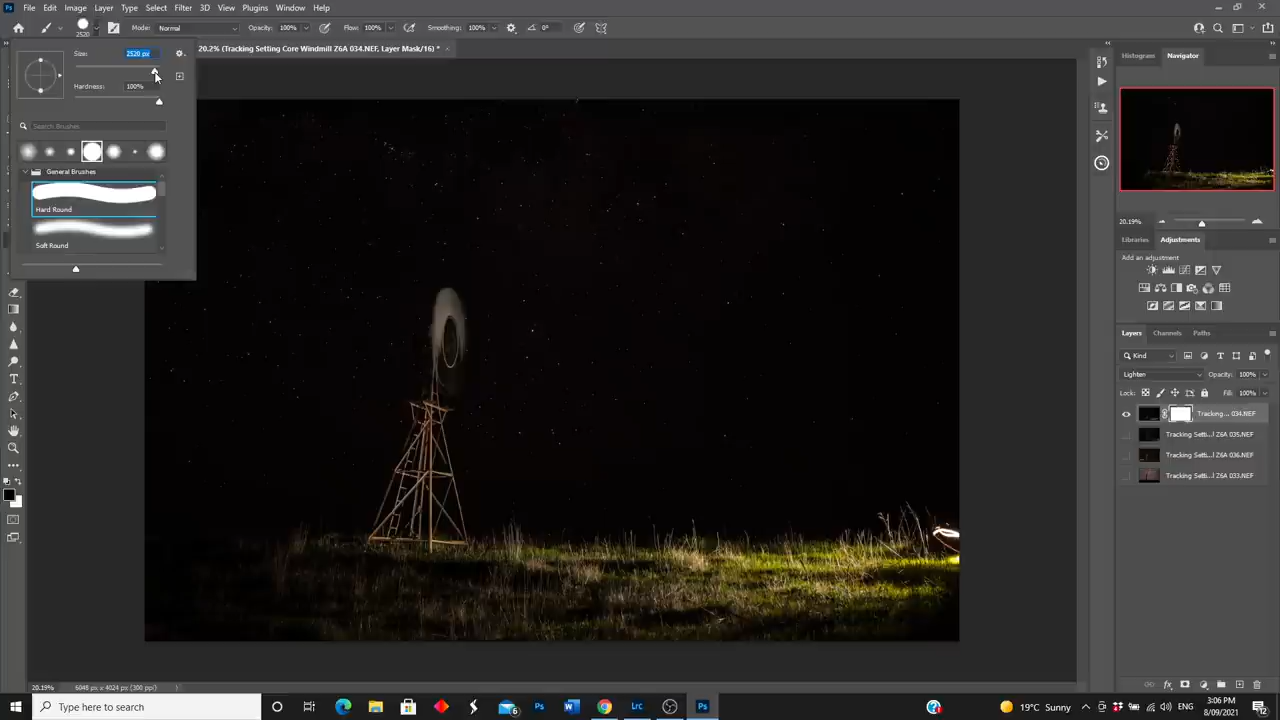 File Edit Image Layer Type Select Filter 3D View Plugins Window Help
2520 Mode: Normal Opacity: 100% Flow: 100% Smoothing: 100% 0°
20.2% (Tracking Setting Core Windmill Z6A 034.NEF, Layer Mask/16) *
Size: 2520 px
Hardness: 100%
Search Brushes
General Brushes
Hard Round
Soft Round
Histogram Navigator
20.19%
Libraries Adjustments
Add an adjustment
Layers Channels Paths
Kind
Lighten Opacity: 100%
Lock: Fill: 100%
Tracking... 034.NEF
Tracking Setti...l Z6A 035.NEF
Tracking Setti...l Z6A 036.NEF
Tracking Setti...l Z6A 033.NEF
20.19% 6048 px x 4024 px (300 ppi)
Type here to search
19°C Sunny
ENG
3:06 PM
8/09/2021